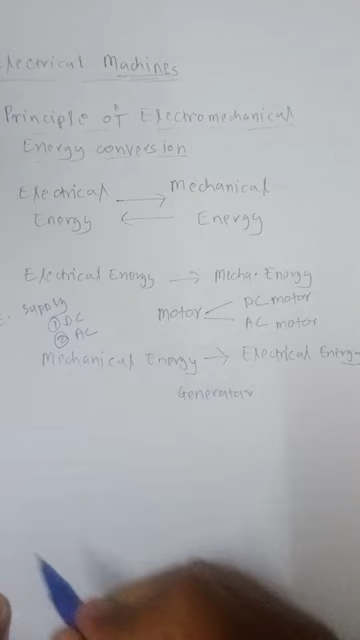 Electrical Machines
Principle of Electromechanical
Energy conversion
Electrical → Mechanical
Energy ← Energy
Electrical Energy → Mecha. Energy
supply
① DC
② AC
Motor < DC motor
AC motor
Mechanical Energy → Electrical Energy
Generator